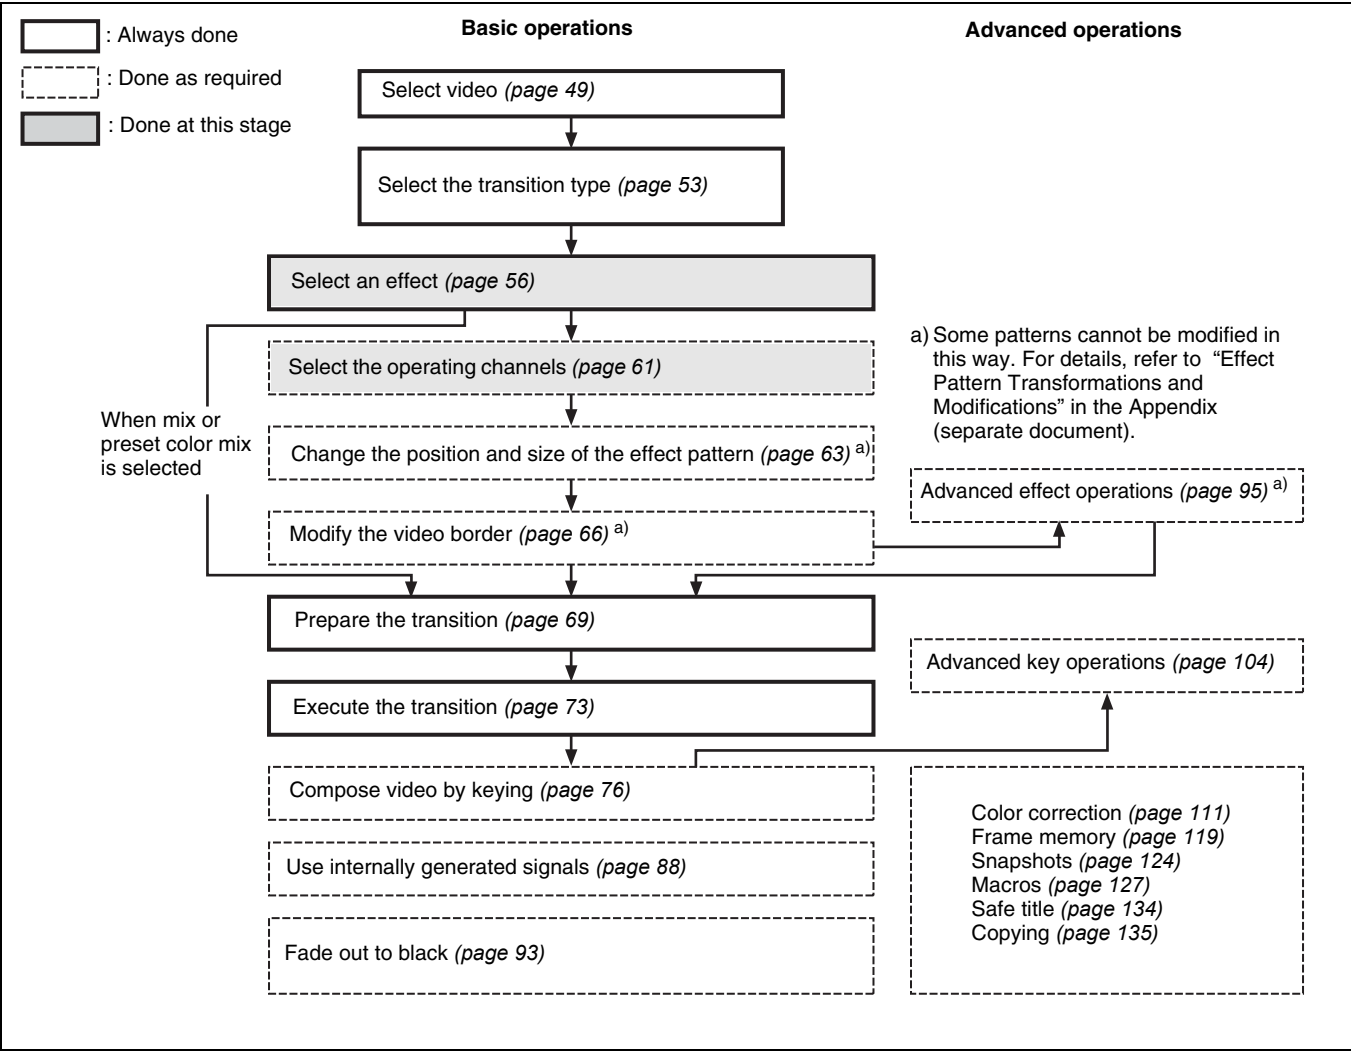 : Always done
: Done as required
: Done at this stage
Basic operations
Advanced operations
Select video (page 49)
Select the transition type (page 53)
Select an effect (page 56)
Select the operating channels (page 61)
When mix or
preset color mix
is selected
Change the position and size of the effect pattern (page 63) a)
Modify the video border (page 66) a)
a) Some patterns cannot be modified in
this way. For details, refer to “Effect
Pattern Transformations and
Modifications” in the Appendix
(separate document).
Advanced effect operations (page 95) a)
Prepare the transition (page 69)
Execute the transition (page 73)
Advanced key operations (page 104)
Compose video by keying (page 76)
Use internally generated signals (page 88)
Fade out to black (page 93)
Color correction (page 111)
Frame memory (page 119)
Snapshots (page 124)
Macros (page 127)
Safe title (page 134)
Copying (page 135)